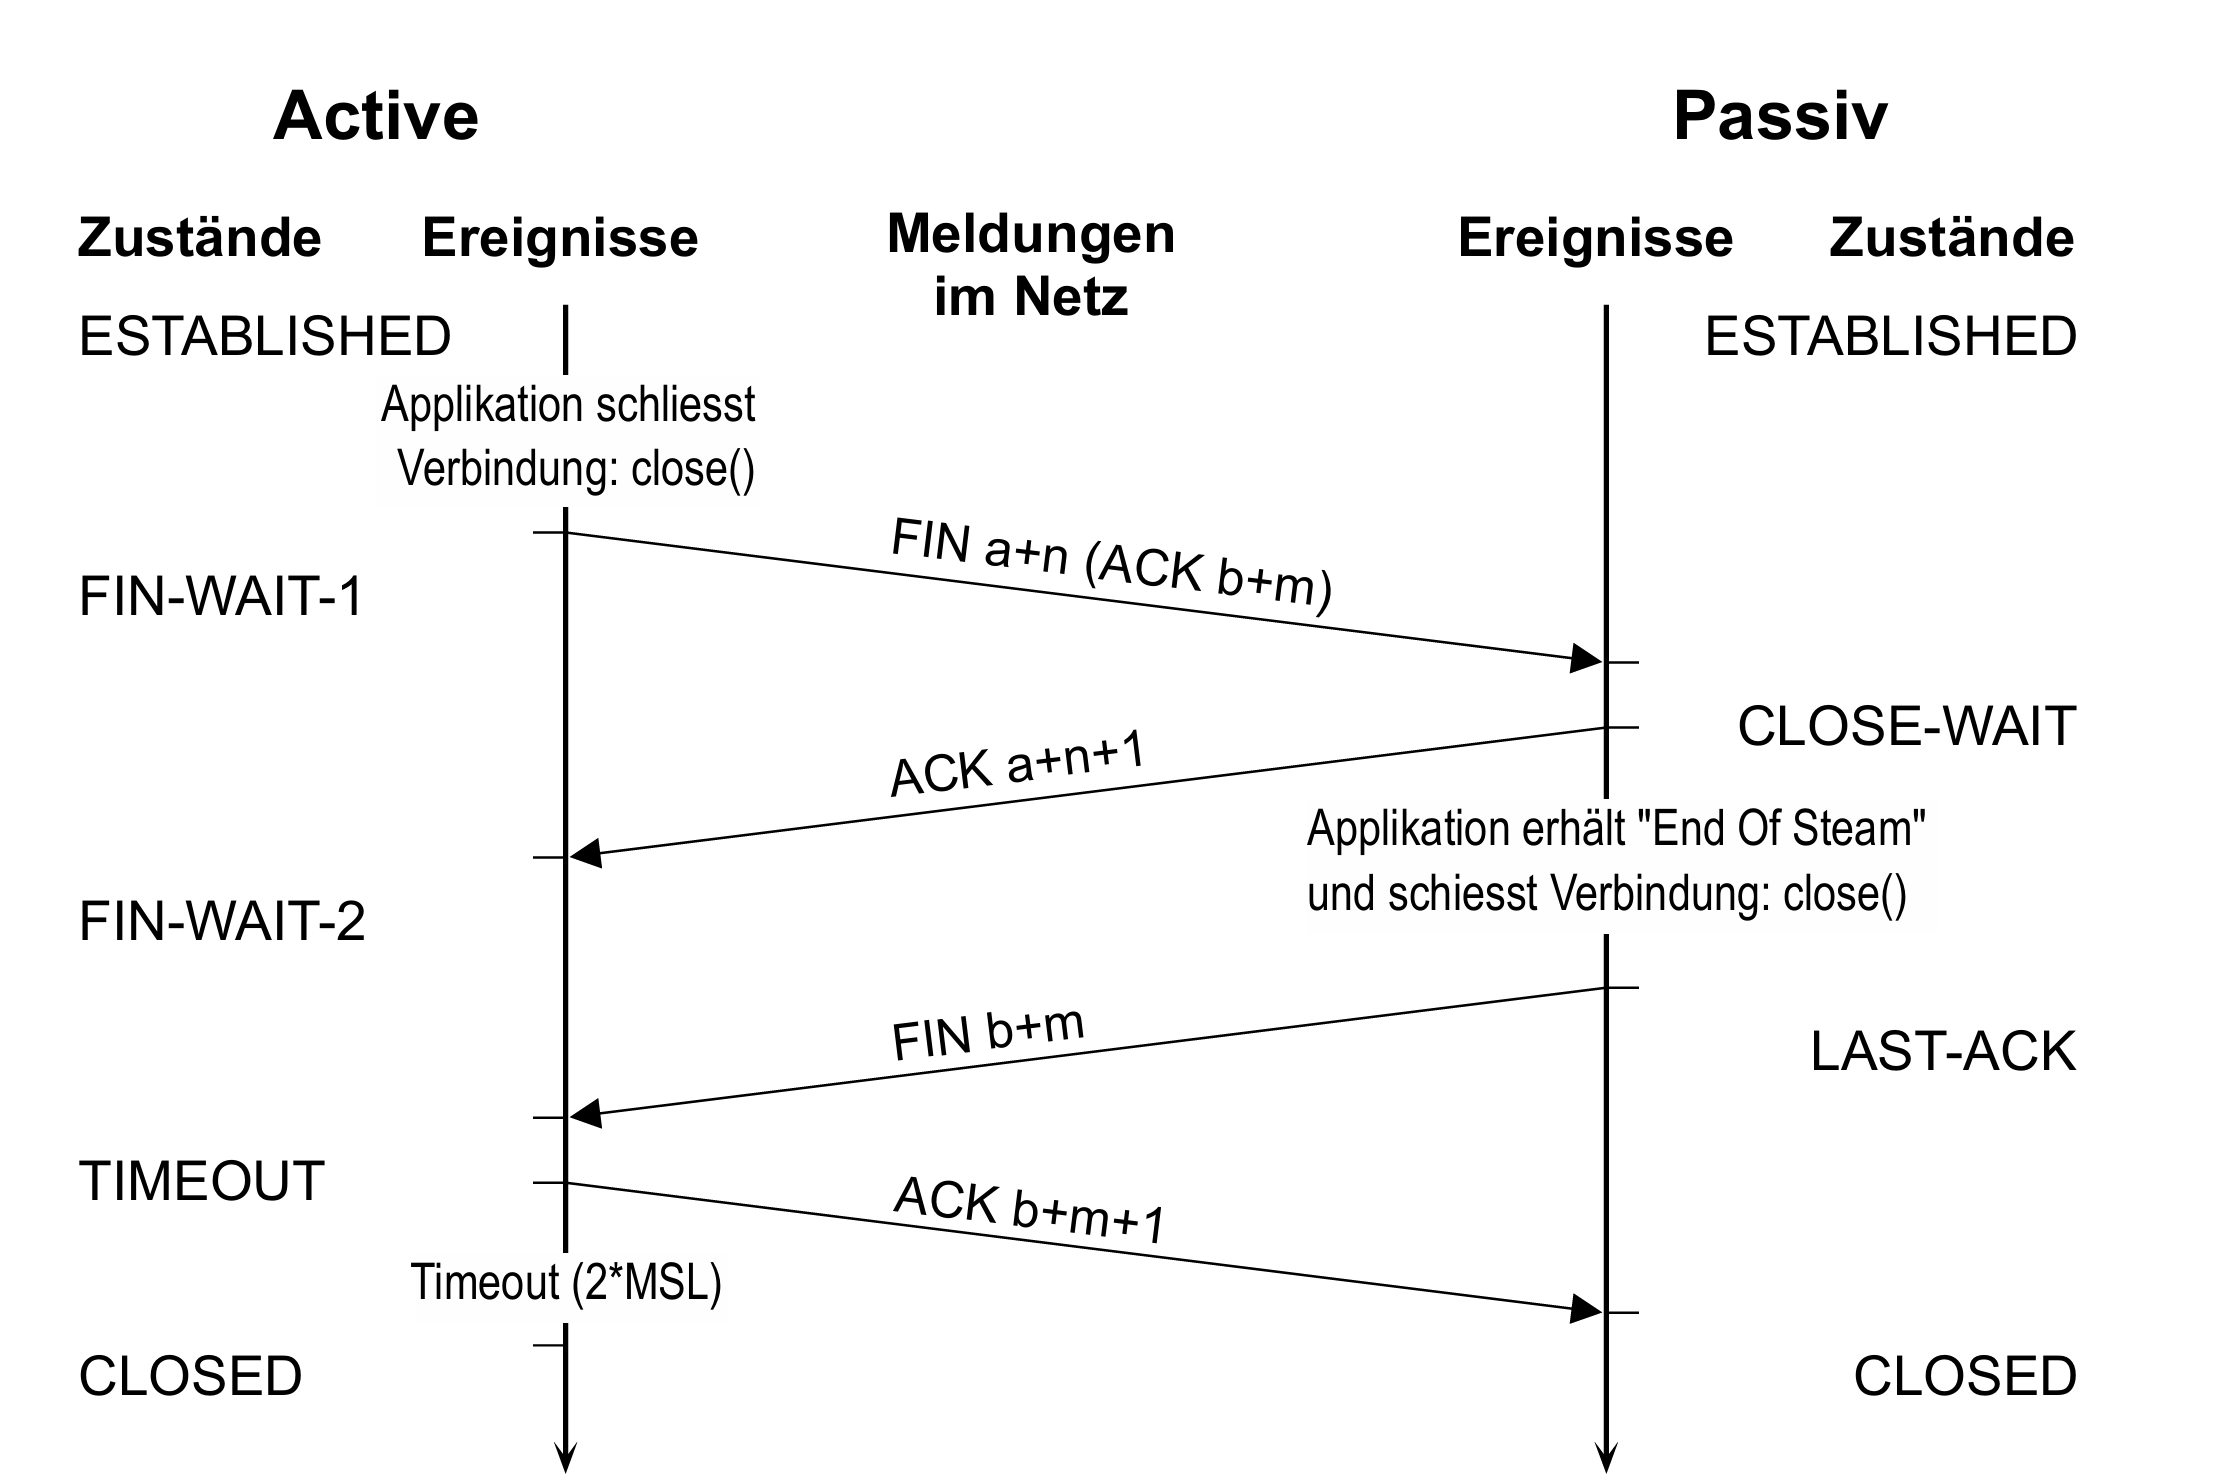 Active
Passiv
Zustände
Ereignisse
Meldungen
im Netz
Ereignisse
Zustände
ESTABLISHED
ESTABLISHED
Applikation schliesst
Verbindung: close()
FIN a+n (ACK b+m)
FIN-WAIT-1
CLOSE-WAIT
ACK a+n+1
Applikation erhält "End Of Steam"
und schiesst Verbindung: close()
FIN-WAIT-2
FIN b+m
LAST-ACK
TIMEOUT
ACK b+m+1
Timeout (2*MSL)
CLOSED
CLOSED